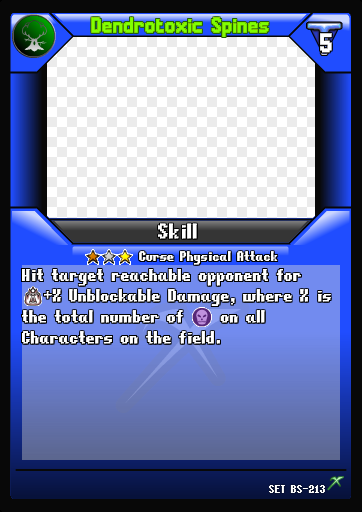 Dendrotoxic Spines
5
Skill
Curse Physical Attack
Hit target reachable opponent for
+X Unblockable Damage, where X is
the total number of on all
Characters on the field.
SET BS-213